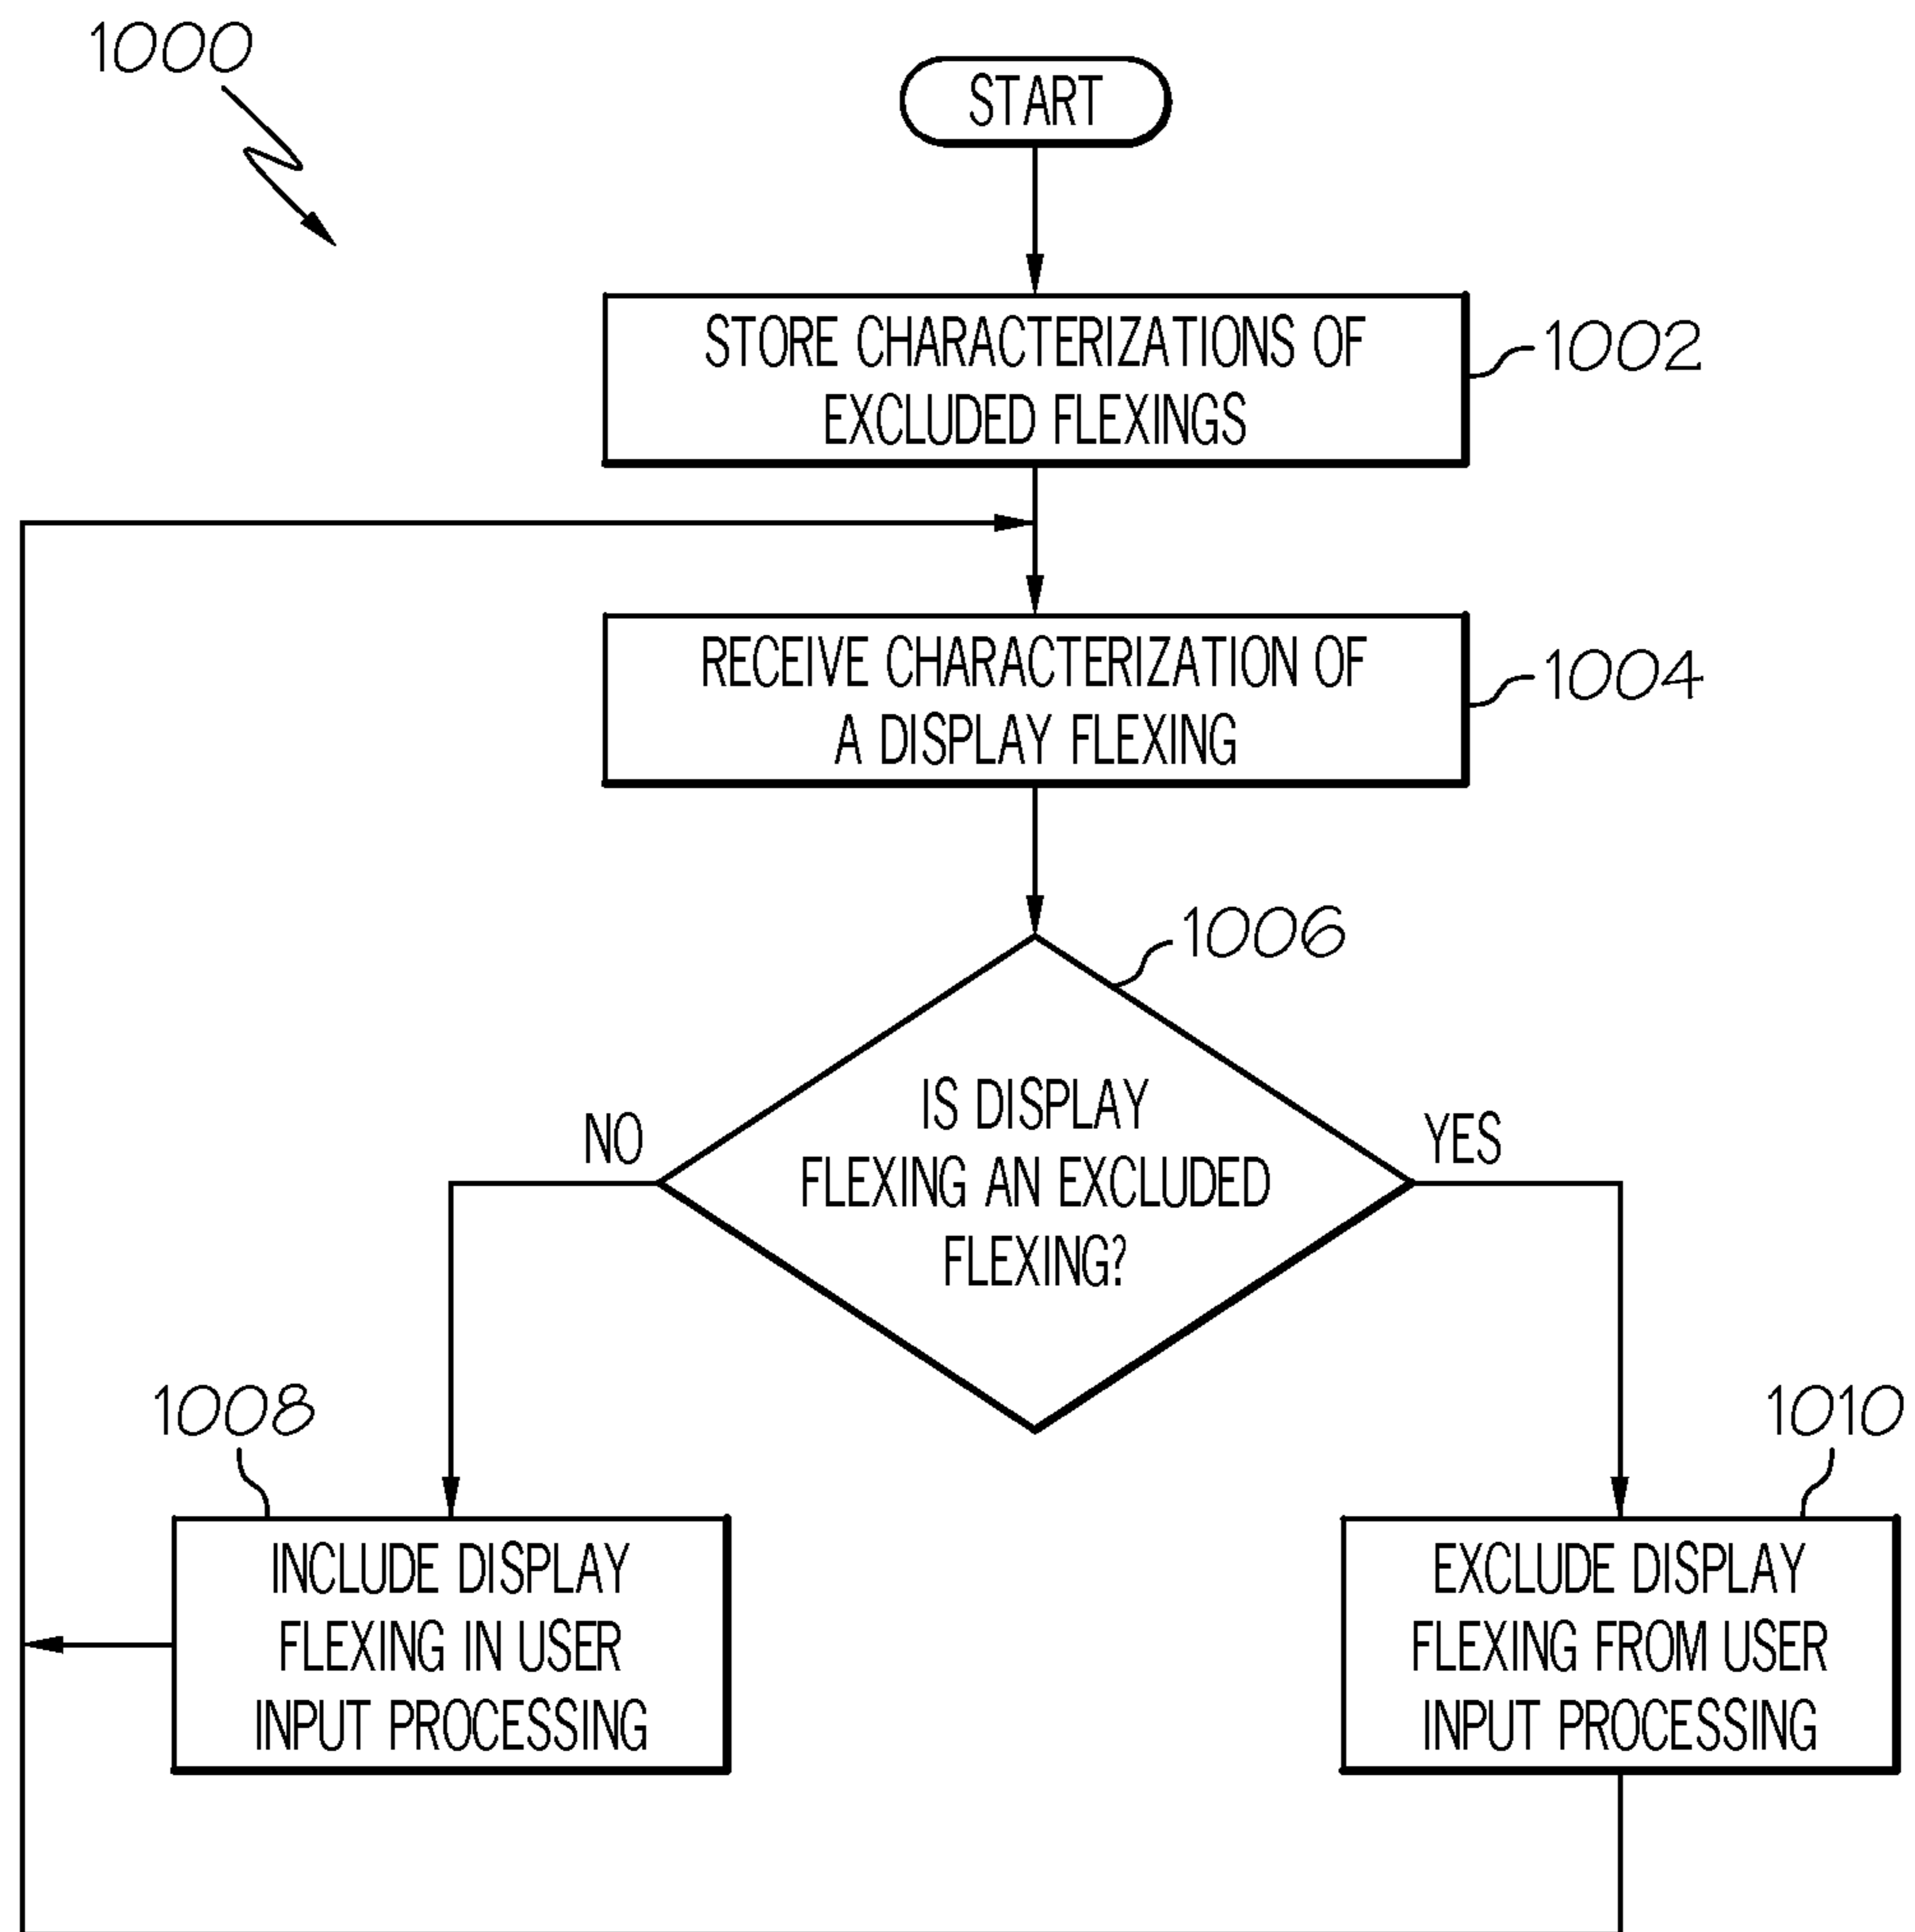 1000
START
STORE CHARACTERIZATIONS OF
EXCLUDED FLEXINGS
1002
RECEIVE CHARACTERIZATION OF
A DISPLAY FLEXING
1004
1006
IS DISPLAY
FLEXING AN EXCLUDED
FLEXING?
NO
YES
1008
INCLUDE DISPLAY
FLEXING IN USER
INPUT PROCESSING
1010
EXCLUDE DISPLAY
FLEXING FROM USER
INPUT PROCESSING